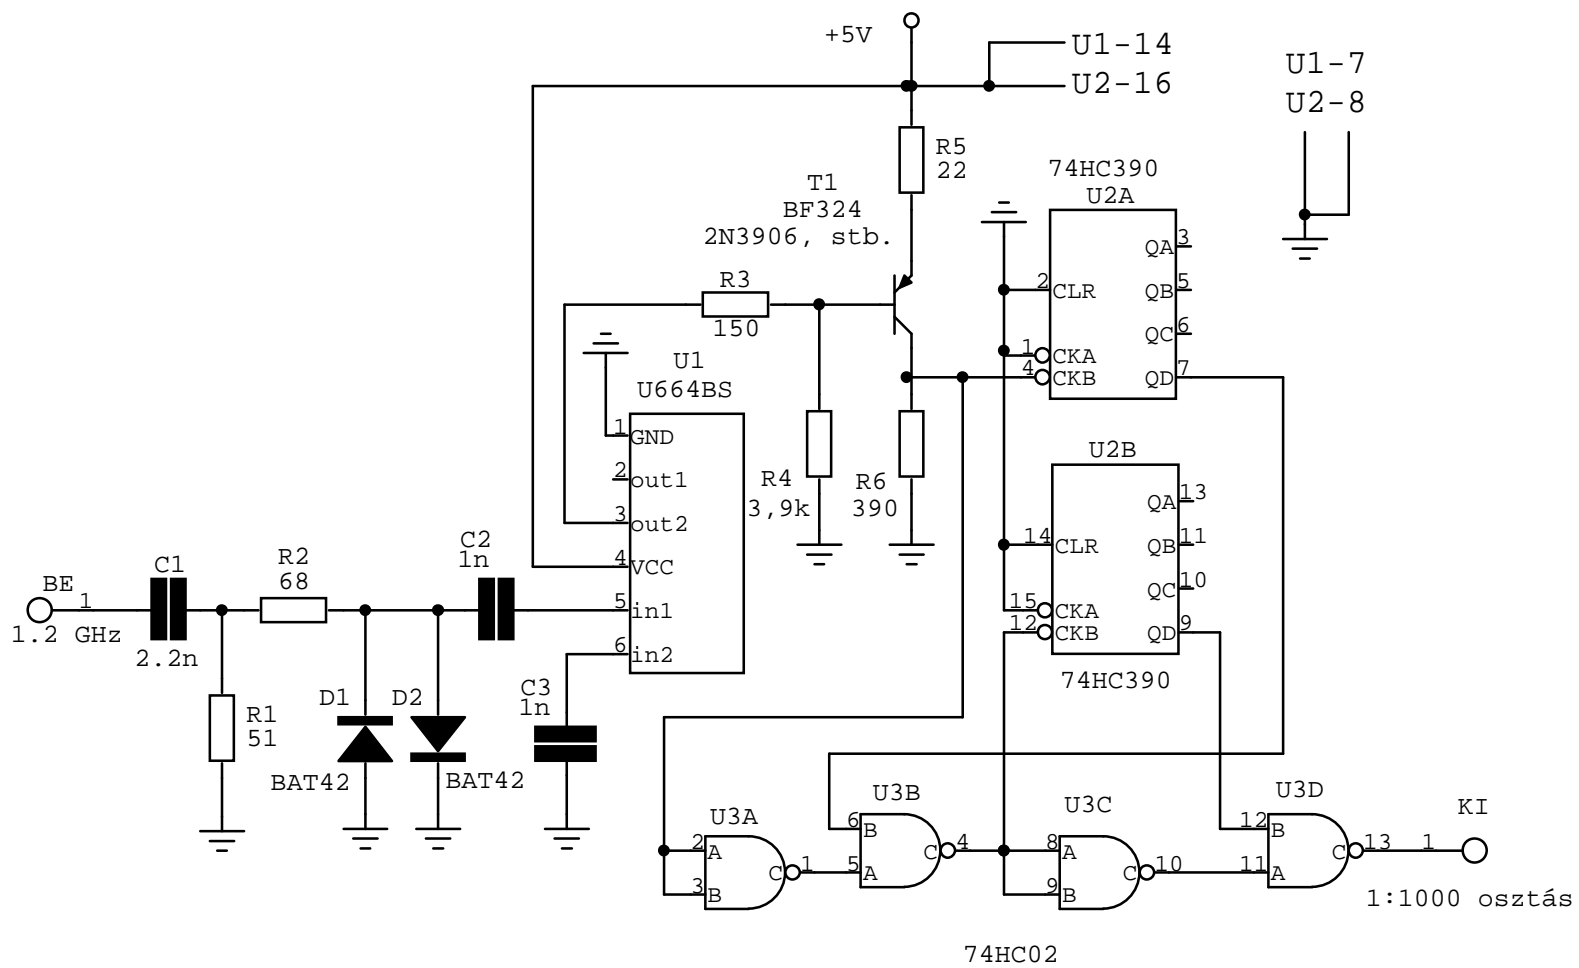 +5V
U1-14
U2-16
U1-7
U2-8
R5
22
T1
BF324
2N3906, stb.
74HC390
U2A
3
QA
2
CLR
5
QB
6
QC
1
CKA
4
CKB
7
QD
R3
150
U1
U664BS
1
GND
2
out1
3
out2
4
VCC
5
in1
6
in2
R4
3,9k
R6
390
U2B
13
QA
14
CLR
11
QB
10
QC
15
CKA
12
CKB
9
QD
74HC390
BE
1
1.2 GHz
C1
2.2n
R2
68
C2
1n
R1
51
D1
BAT42
D2
BAT42
C3
1n
U3A
2
A
3
B
C
1
U3B
6
B
5
A
C
4
U3C
8
A
9
B
C
10
U3D
12
B
11
A
C
13
1
KI
1:1000 osztás
74HC02